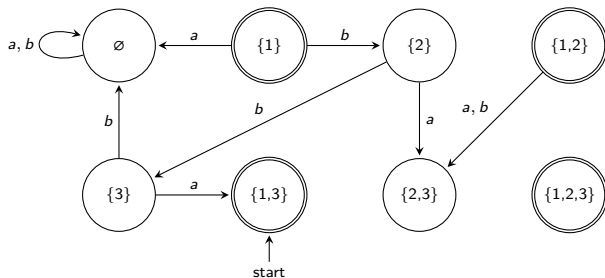 a, b
∅
a
{1}
b
{2}
{1,2}
b
b
a
a, b
{3}
a
{1,3}
{2,3}
{1,2,3}
start